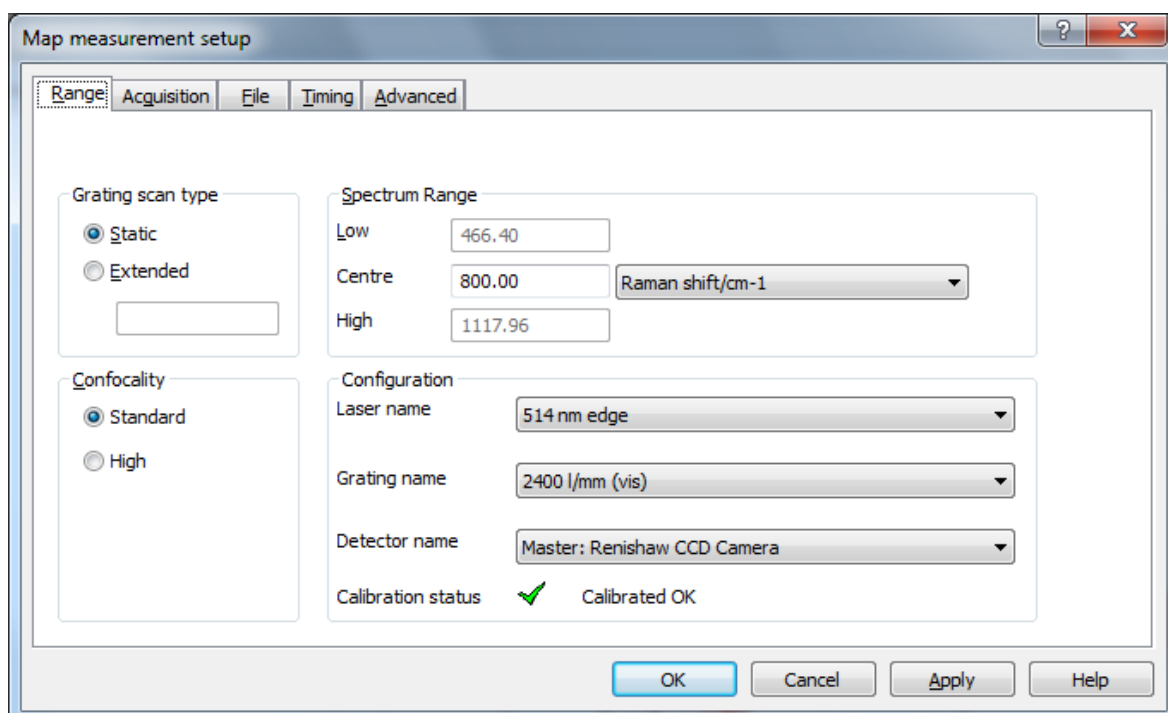 Map measurement setup
?
X
Range Acquisition File Timing Advanced
Grating scan type
Static
Extended
Spectrum Range
Low 466.40
Centre 800.00 Raman shift/cm-1
High 1117.96
Confocality
Standard
High
Configuration
Laser name 514 nm edge
Grating name 2400 l/mm (vis)
Detector name Master: Renishaw CCD Camera
Calibration status Calibrated OK
OK Cancel Apply Help